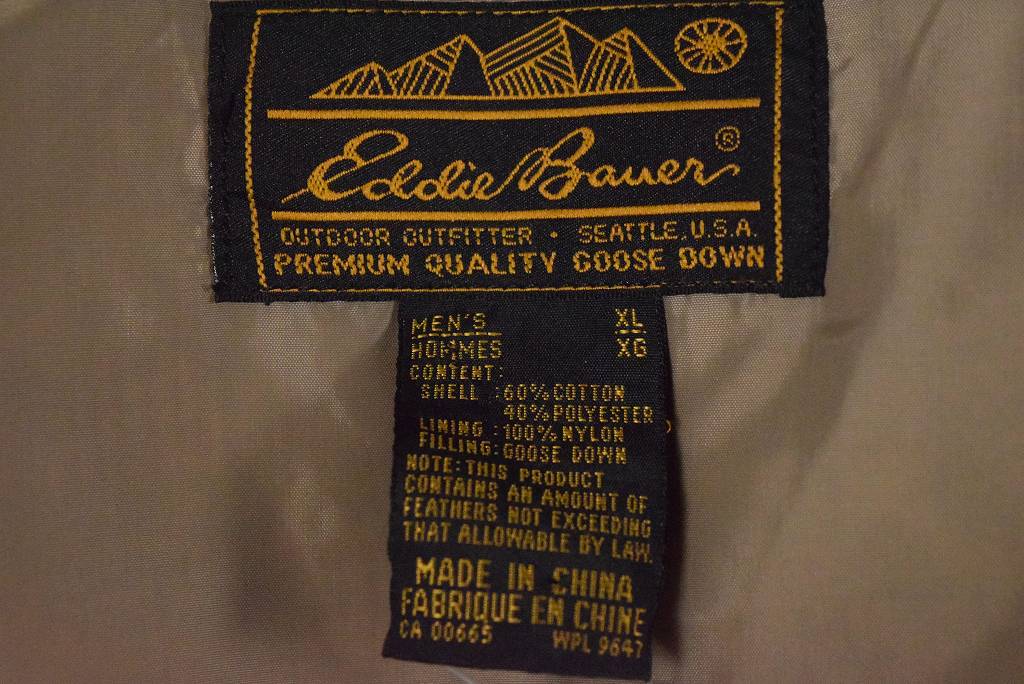 Eddie Bauer®
OUTDOOR OUTFITTER · SEATTLE, U.S.A.
PREMIUM QUALITY GOOSE DOWN
MEN'S XL
HOMMES XG
CONTENT:
SHELL :60% COTTON
40% POLYESTER
LINING :100% NYLON
FILLING:GOOSE DOWN
NOTE: THIS PRODUCT
CONTAINS AN AMOUNT OF
FEATHERS NOT EXCEEDING
THAT ALLOWABLE BY LAW.
MADE IN CHINA
FABRIQUE EN CHINE
CA 00665 WPL 9647